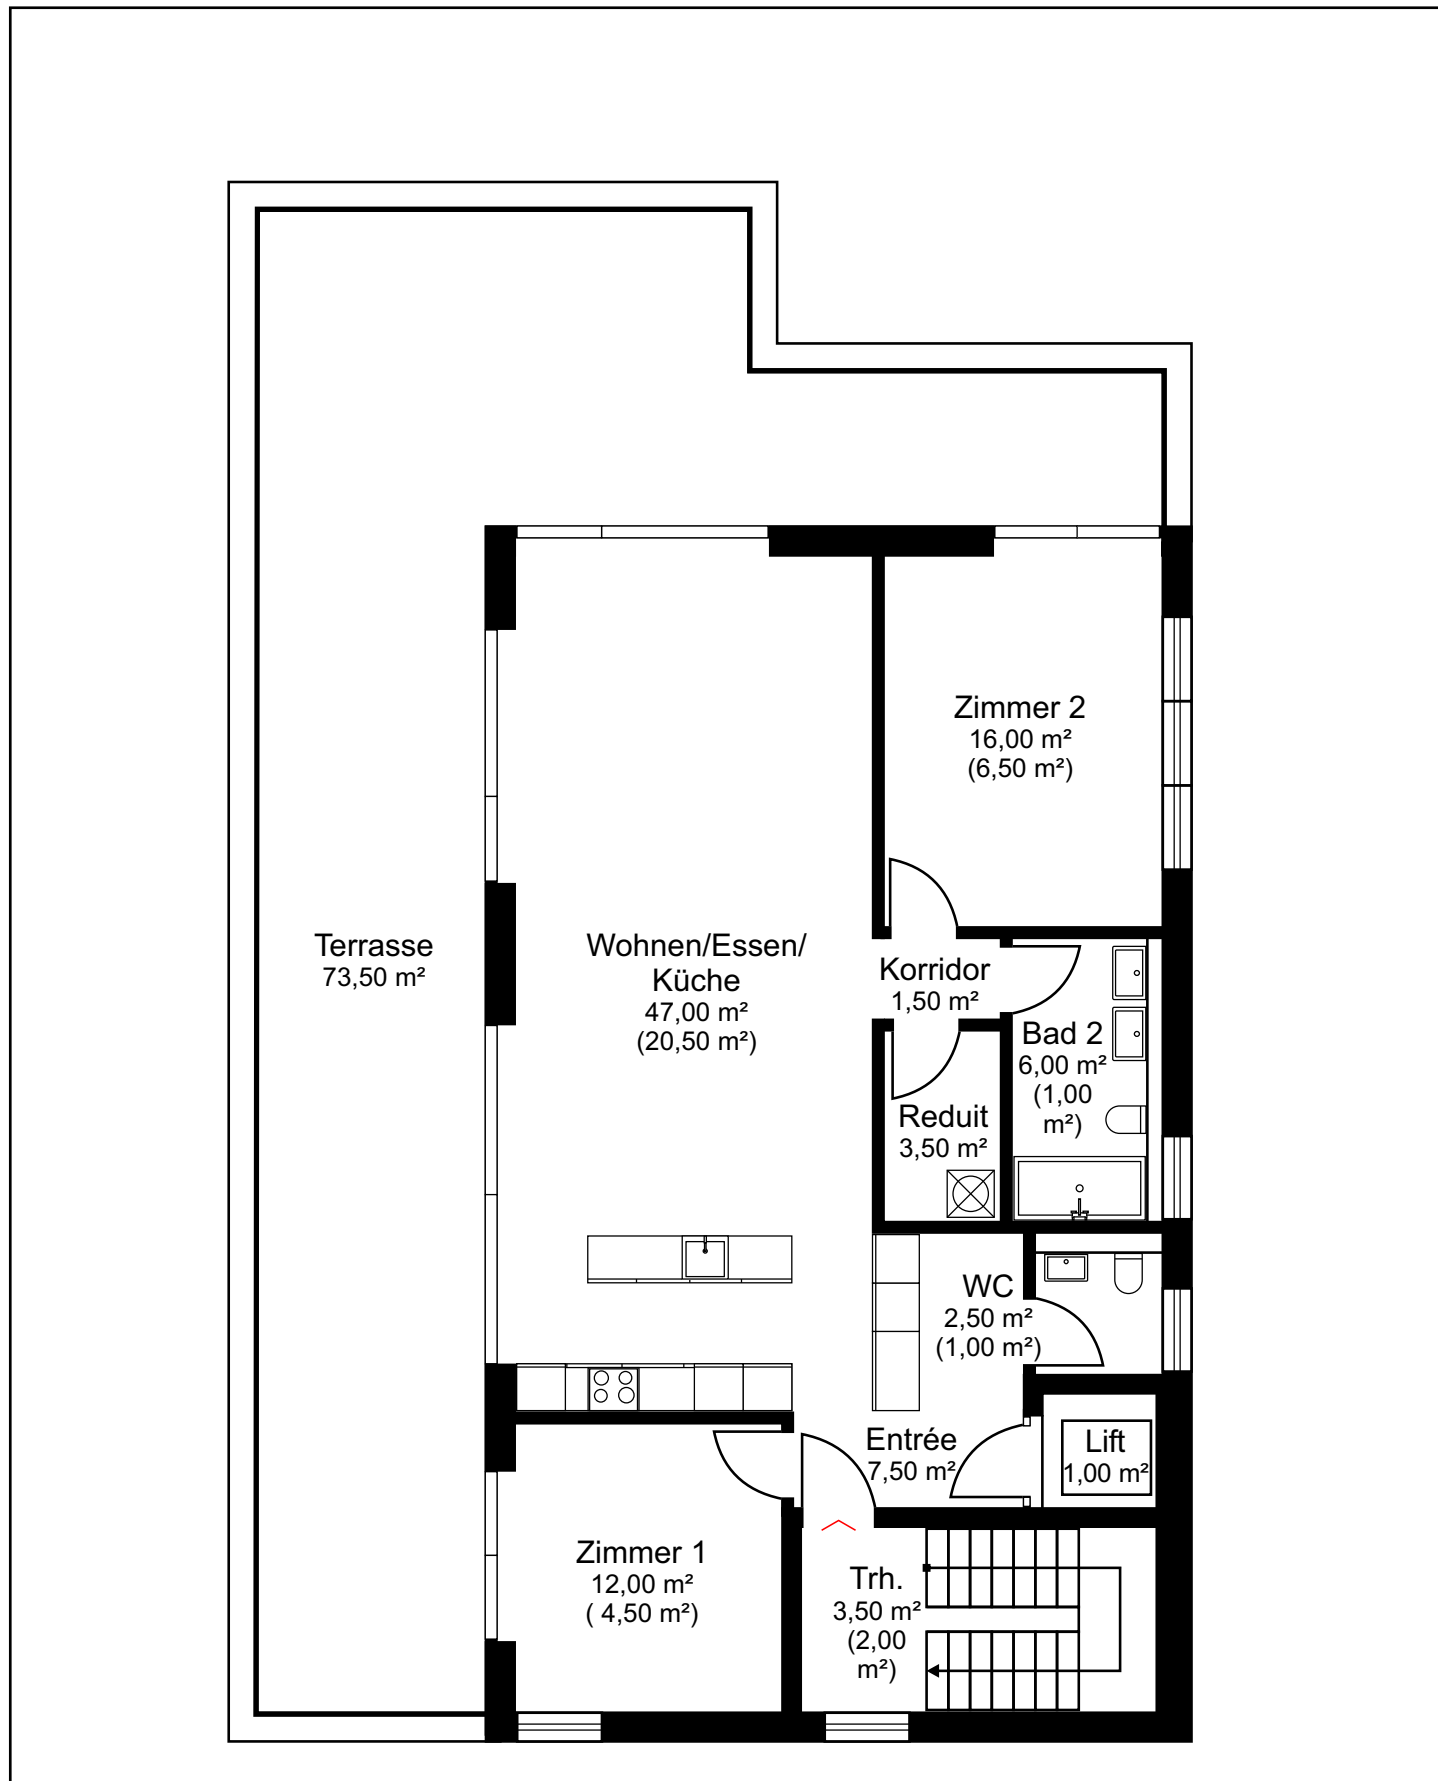 Zimmer 2
16,00 m²
(6,50 m²)
Terrasse
73,50 m²
Wohnen/Essen/
Küche
47,00 m²
(20,50 m²)
Korridor
1,50 m²
Bad 2
6,00 m²
(1,00
m²)
Reduit
3,50 m²
WC
2,50 m²
(1,00 m²)
Entrée
7,50 m²
Lift
1,00 m²
Zimmer 1
12,00 m²
( 4,50 m²)
Trh.
3,50 m²
(2,00
m²)